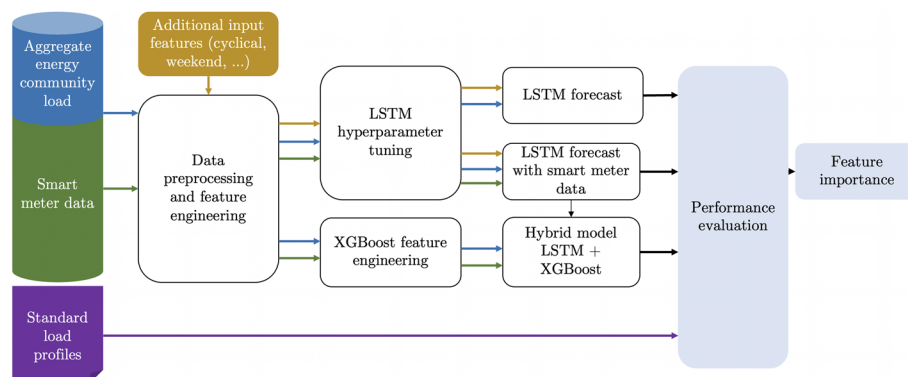 Aggregate
energy
community
load
Smart
meter data
Standard
load
profiles
Additional input
features (cyclical,
weekend, ...)
Data
preprocessing
and feature
engineering
LSTM
hyperparameter
tuning
XGBoost feature
engineering
LSTM forecast
LSTM forecast
with smart meter
data
Hybrid model
LSTM +
XGBoost
Performance
evaluation
Feature
importance